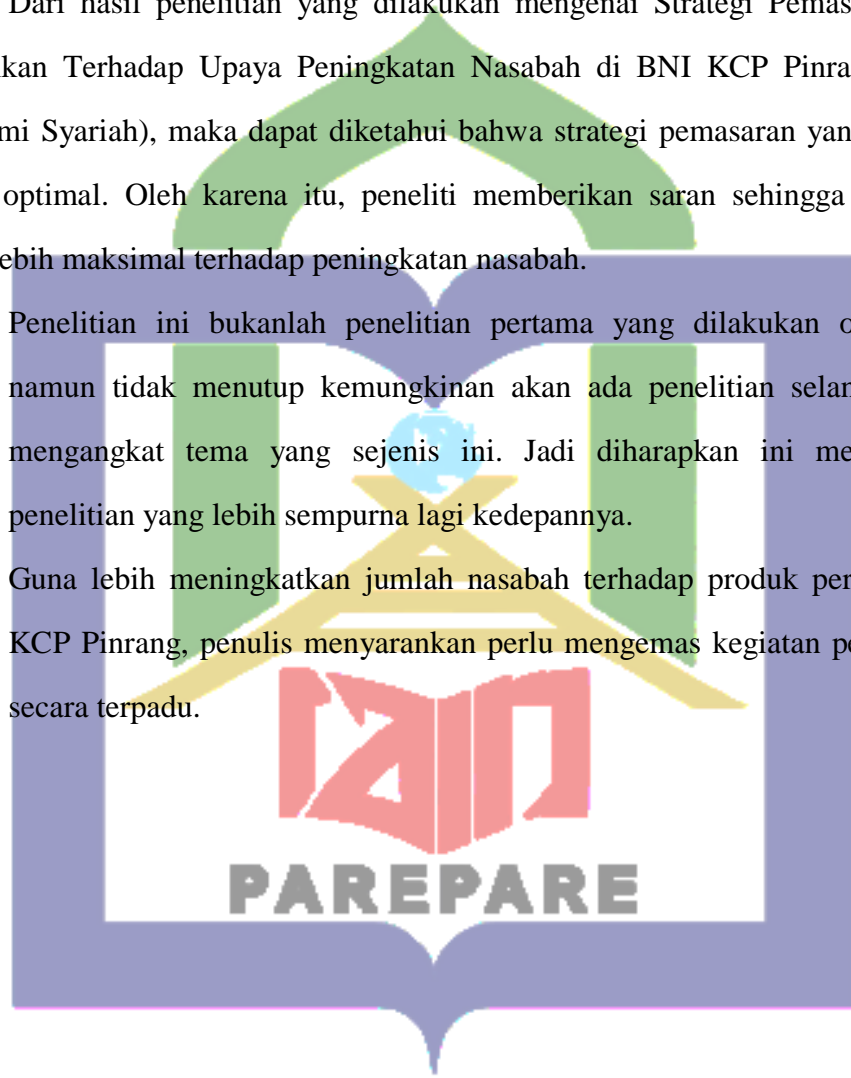 Dari hasil penelitian yang dilakukan mengenai Strategi Pemas
kan Terhadap Upaya Peningkatan Nasabah di BNI KCP Pinra
mi Syariah), maka dapat diketahui bahwa strategi pemasaran yan
optimal. Oleh karena itu, peneliti memberikan saran sehingga
ebih maksimal terhadap peningkatan nasabah.
Penelitian ini bukanlah penelitian pertama yang dilakukan o
namun tidak menutup kemungkinan akan ada penelitian selan
mengangkat tema yang sejenis ini. Jadi diharapkan ini me
penelitian yang lebih sempurna lagi kedepannya.
Guna lebih meningkatkan jumlah nasabah terhadap produk per
KCP Pinrang, penulis menyarankan perlu mengemas kegiatan pe
secara terpadu.
iain
PAREPARE